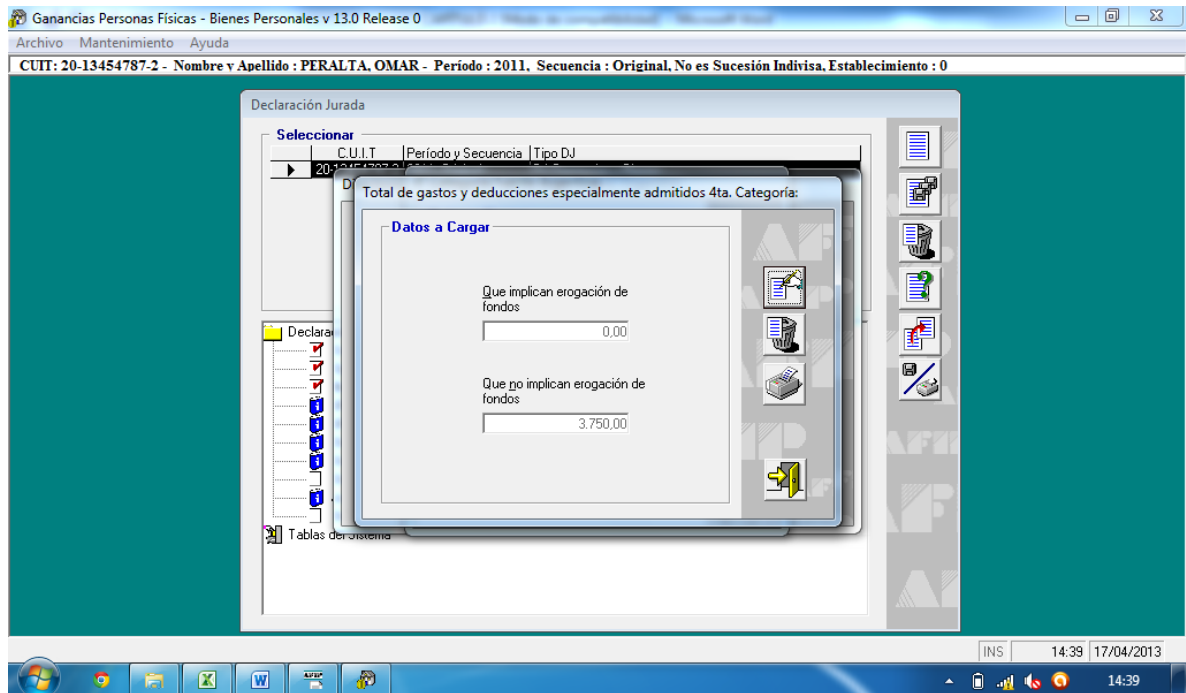 Ganancias Personas Físicas - Bienes Personales v 13.0 Release 0
Archivo Mantenimiento Ayuda
CUIT: 20-13454787-2 - Nombre y Apellido : PERALTA, OMAR - Período : 2011, Secuencia : Original, No es Sucesión Indivisa, Establecimiento : 0
Declaración Jurada
Seleccionar
C.U.I.T Período y Secuencia Tipo DJ
Total de gastos y deducciones especialmente admitidos 4ta. Categoría:
Datos a Cargar
Que implican erogación de
fondos
0,00
Que no implican erogación de
fondos
3.750,00
Declara
Tablas del Sistema
AFIP
INS 14:39 17/04/2013
14:39